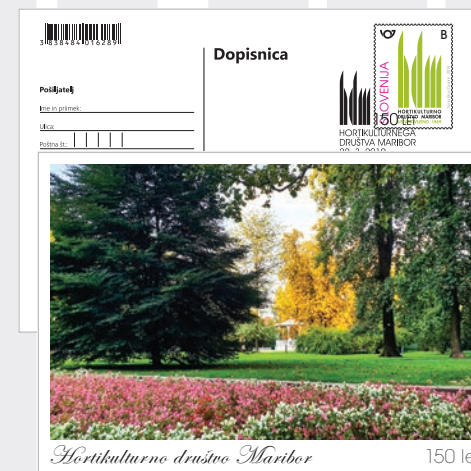 3 838484 016289
Dopisnica
B
SLOVENIJA
HORTIKULTURNO
DRUŠTVO MARIBOR
Pošiljatelj
Ime in priimek:
Ulica:
Poštna št.:
150 LET
HORTIKULTURNEGA
DRUŠTVA MARIBOR
Hortikulturno društvo Maribor
150 le